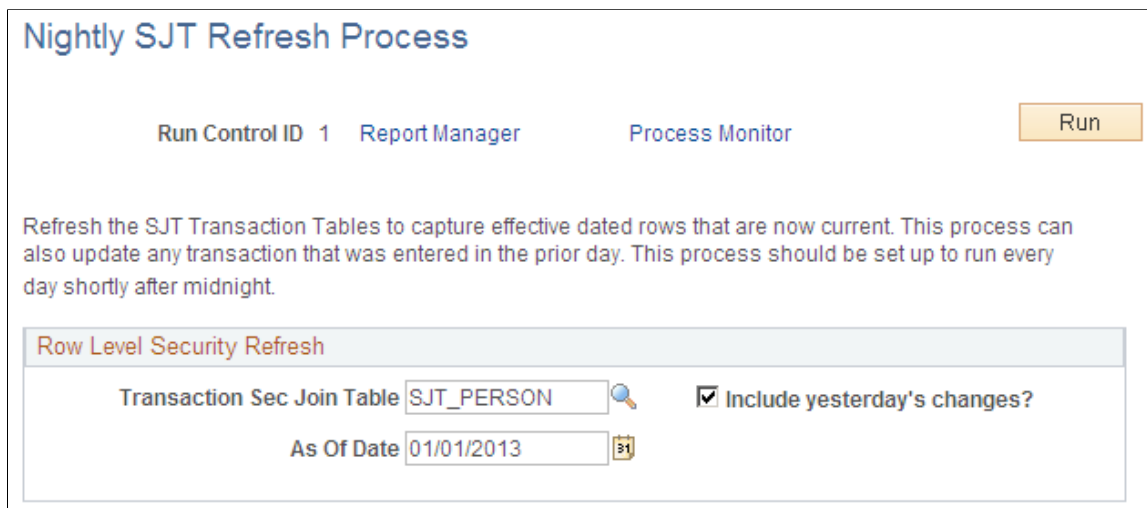 Nightly SJT Refresh Process
Run Control ID 1 Report Manager Process Monitor Run
Refresh the SJT Transaction Tables to capture effective dated rows that are now current. This process can
also update any transaction that was entered in the prior day. This process should be set up to run every
day shortly after midnight.
Row Level Security Refresh
Transaction Sec Join Table SJT_PERSON Include yesterday's changes?
As Of Date 01/01/2013 31